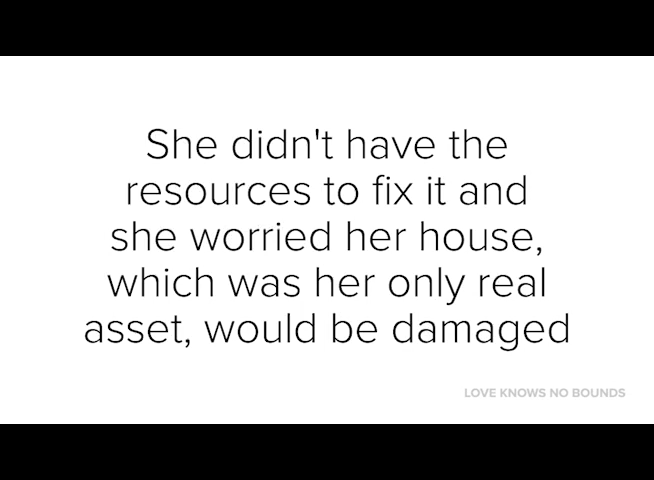 She didn't have the
resources to fix it and
she worried her house,
which was her only real
asset, would be damaged
LOVE KNOWS NO BOUNDS